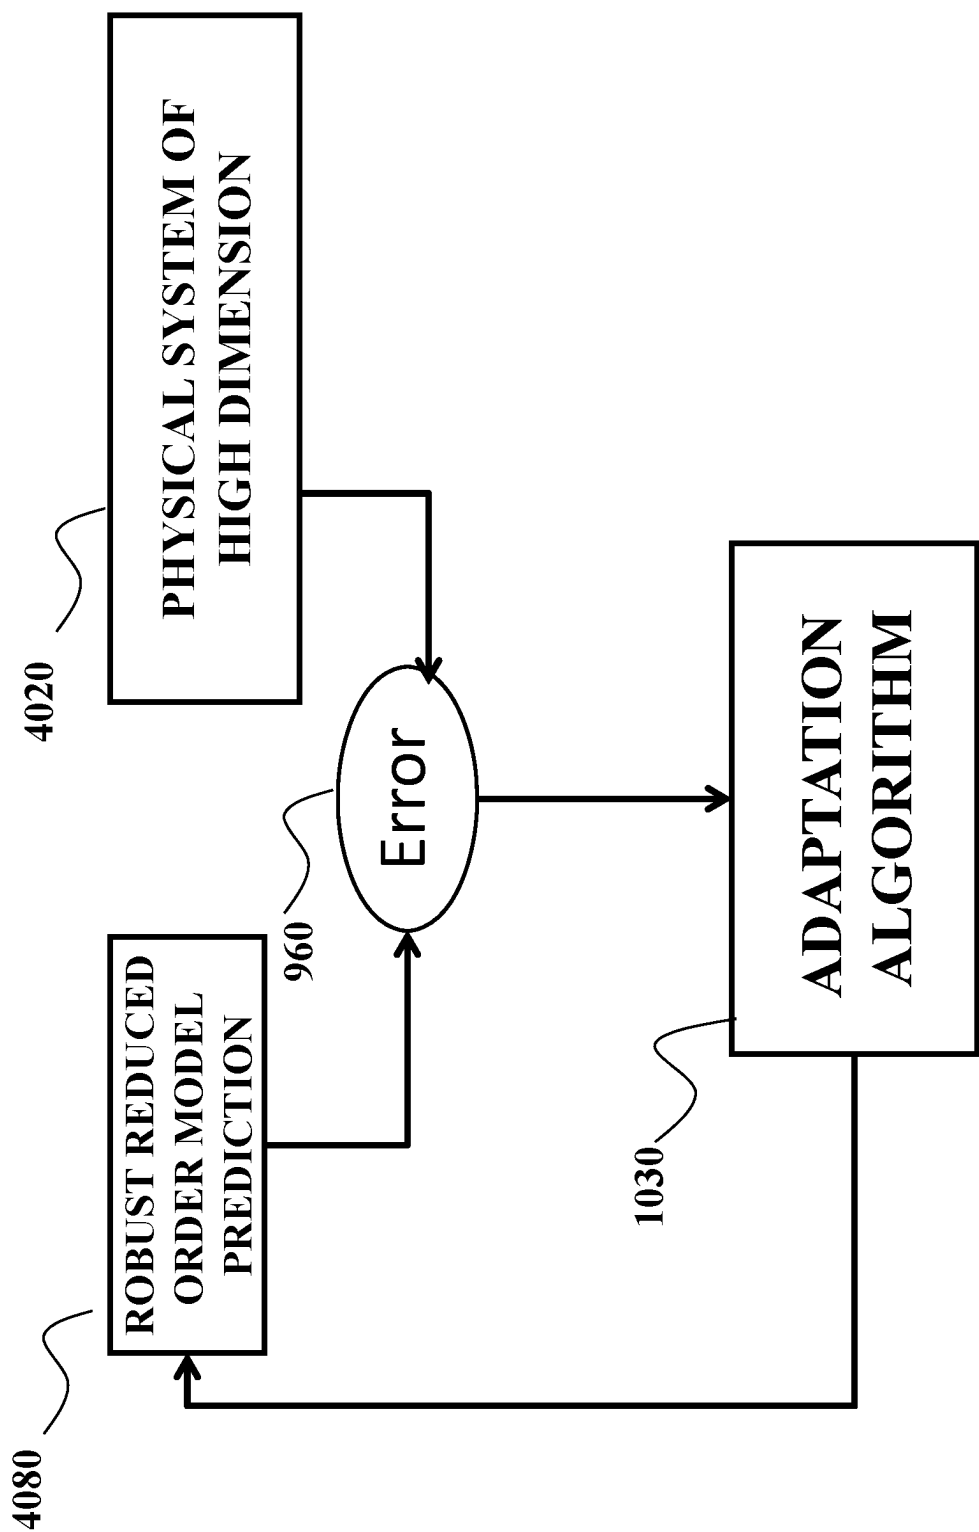 4080
ROBUST REDUCED
ORDER MODEL
PREDICTION
4020
PHYSICAL SYSTEM OF
HIGH DIMENSION
960
Error
1030
ADAPTATION
ALGORITHM